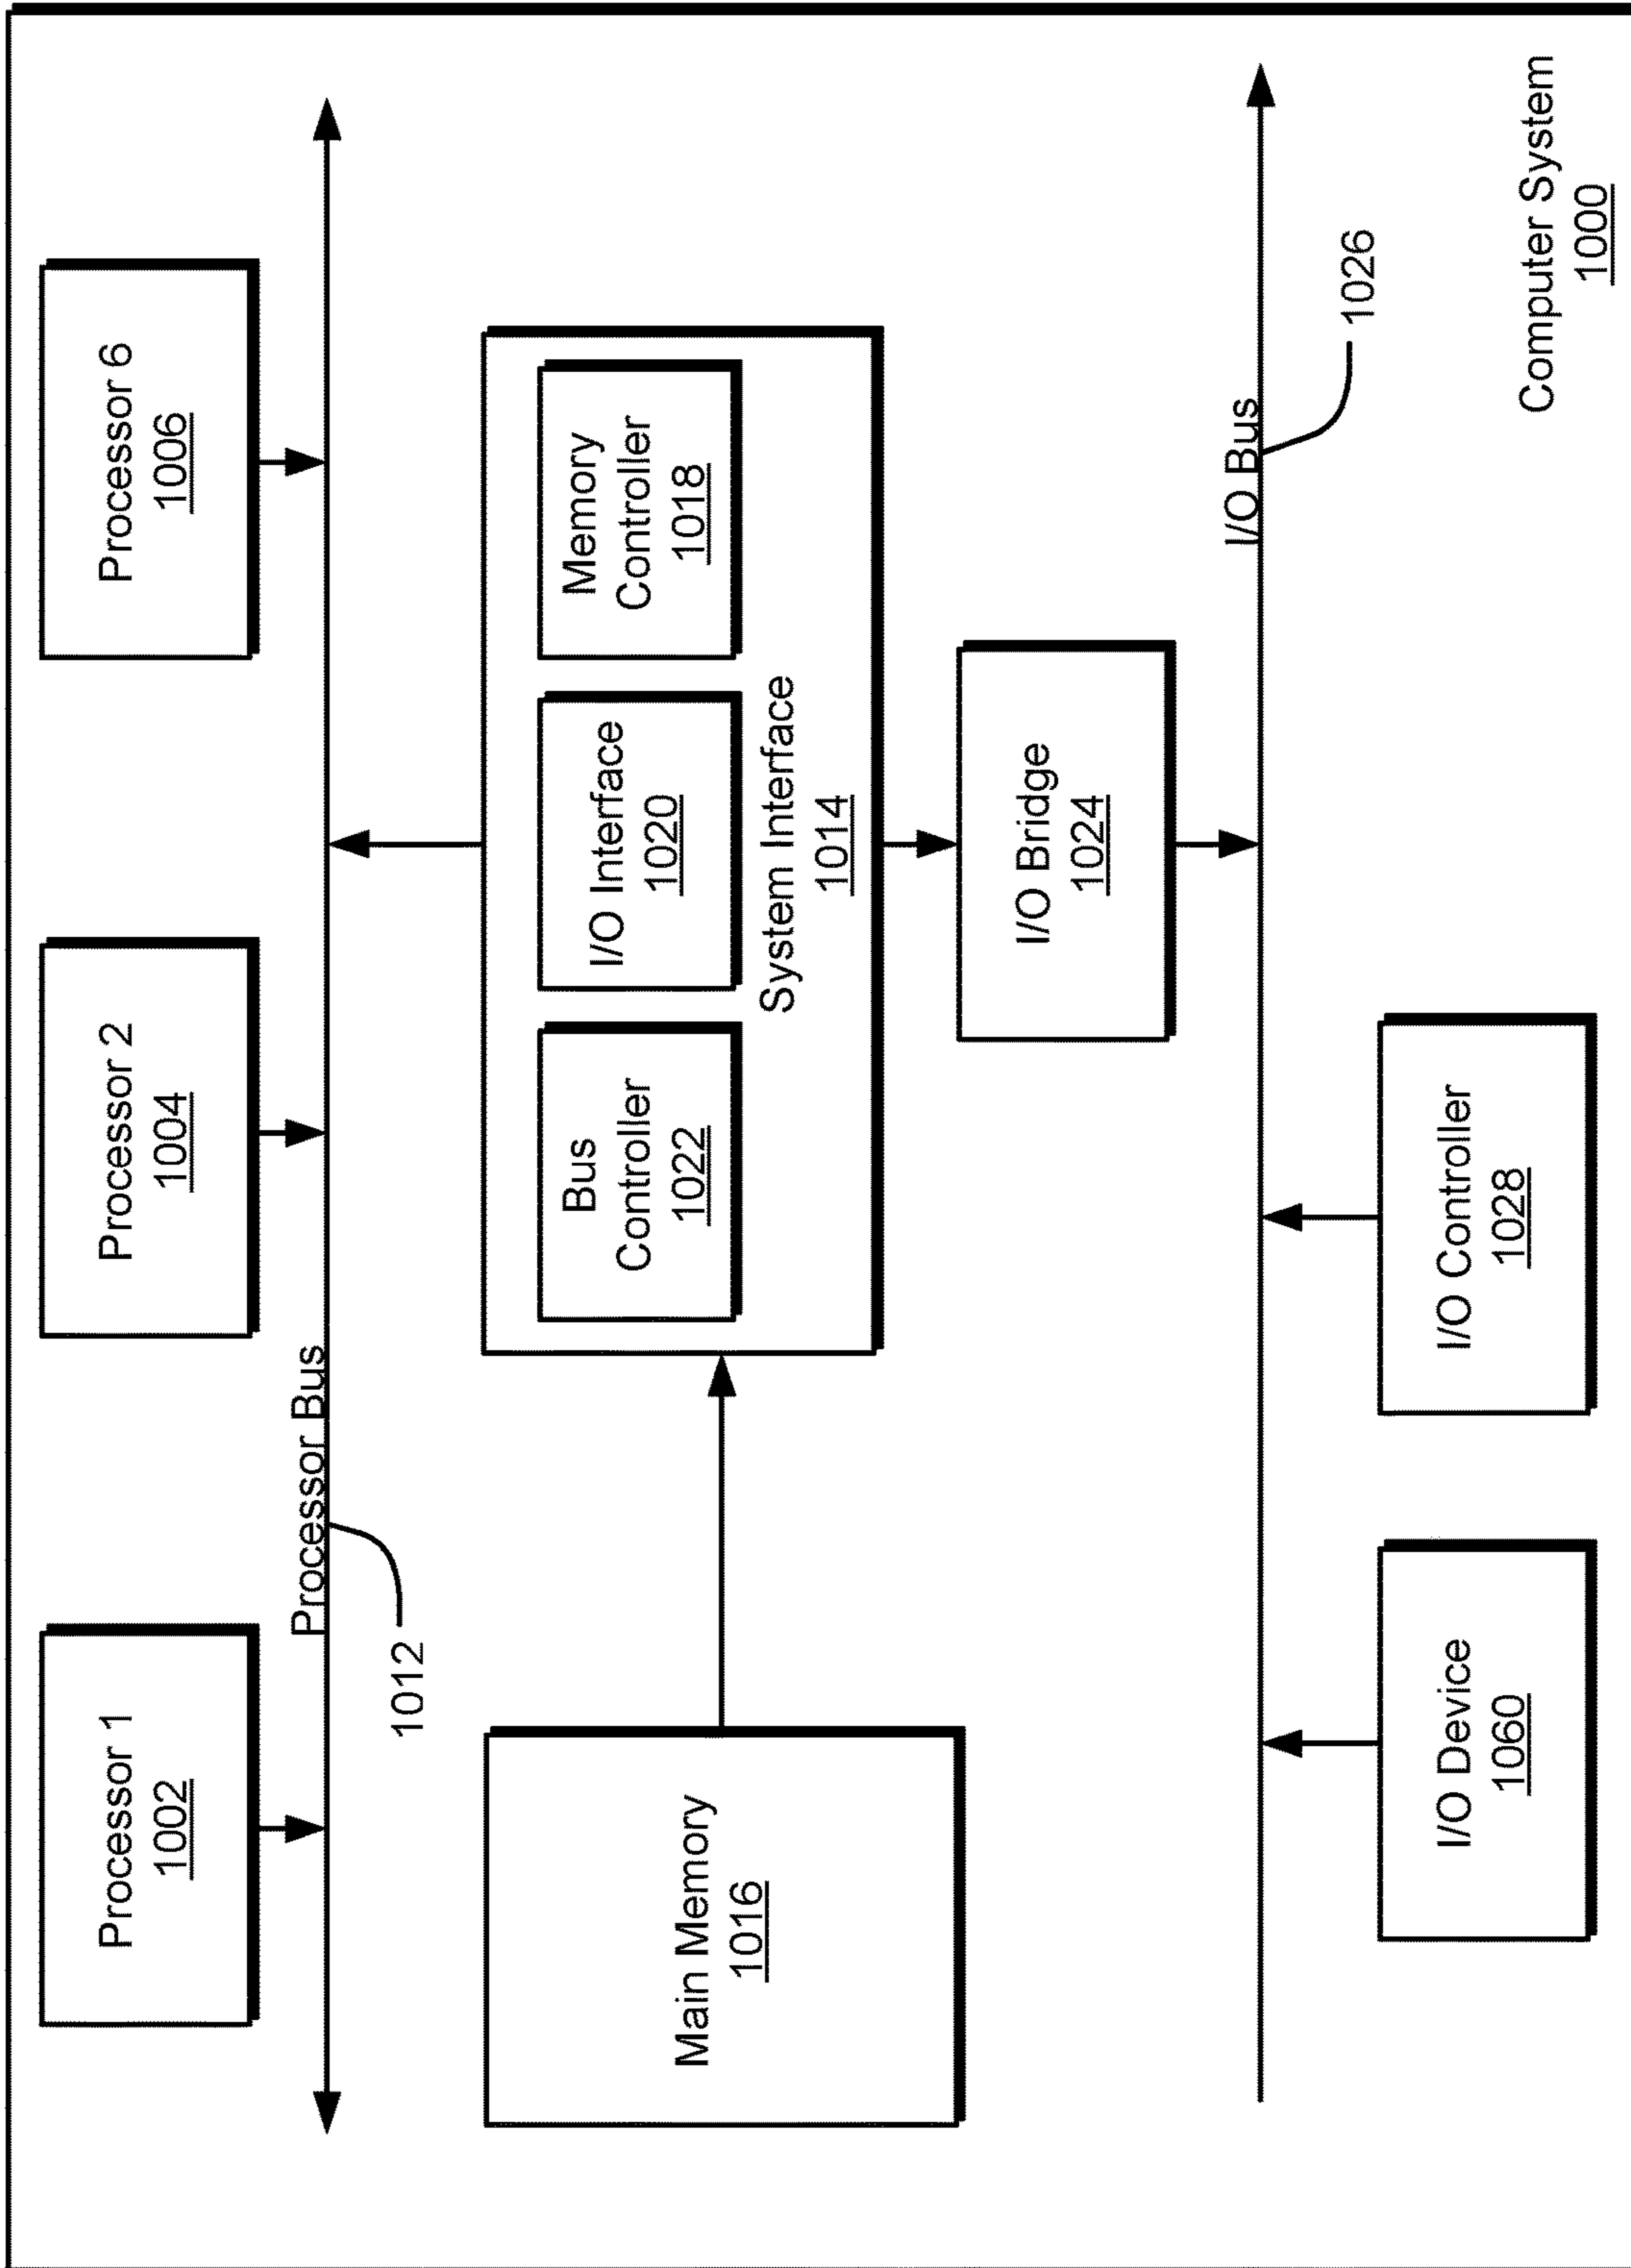 Processor 1
1002
Processor 2
1004
Processor 6
1006
Processor Bus
1012
Main Memory
1016
Bus
Controller
1022
I/O Interface
1020
Memory
Controller
1018
System Interface
1014
I/O Bridge
1024
I/O Bus
1026
I/O Device
1060
I/O Controller
1028
Computer System
1000